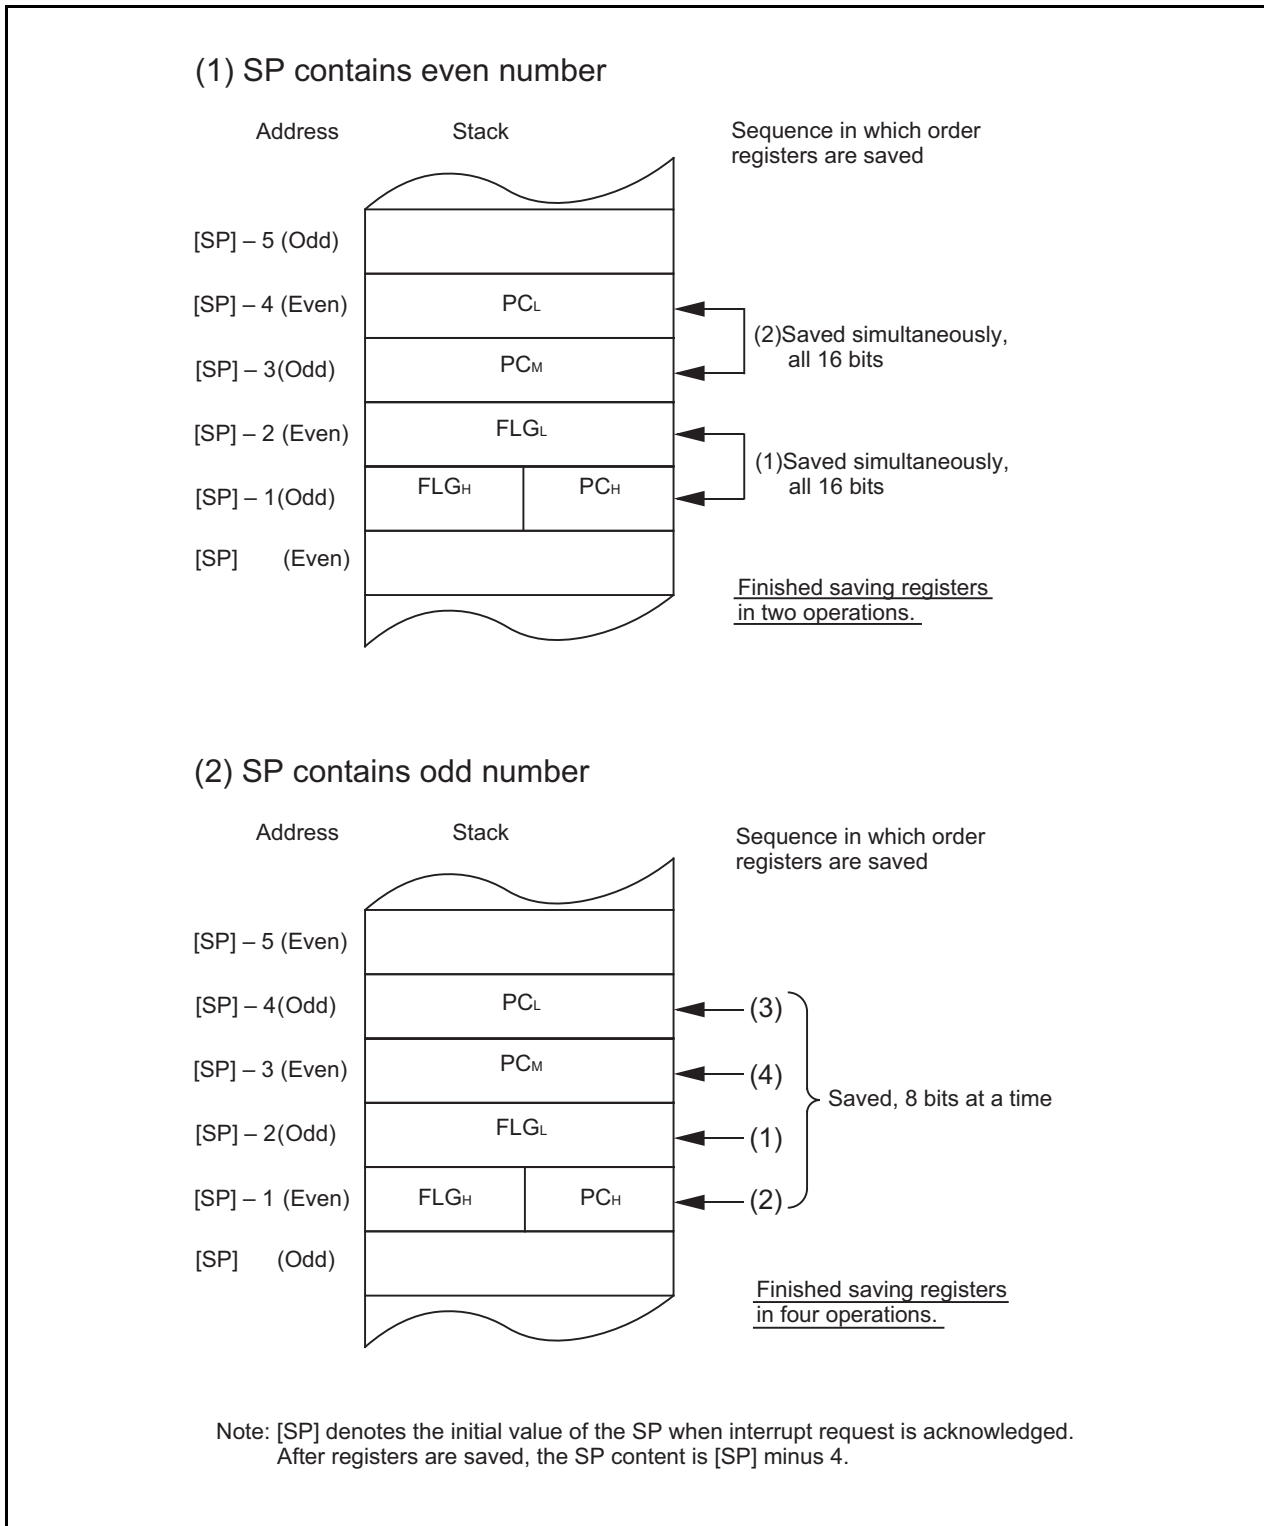 (1) SP contains even number
Address Stack Sequence in which order
registers are saved
[SP] – 5 (Odd)
[SP] – 4 (Even) PCL
(2)Saved simultaneously,
all 16 bits
[SP] – 3(Odd) PCM
[SP] – 2 (Even) FLGL
(1)Saved simultaneously,
all 16 bits
[SP] – 1(Odd) FLGH PCH
[SP] (Even)
Finished saving registers
in two operations.
(2) SP contains odd number
Address Stack Sequence in which order
registers are saved
[SP] – 5 (Even)
[SP] – 4(Odd) PCL (3)
[SP] – 3 (Even) PCM (4)
Saved, 8 bits at a time
[SP] – 2(Odd) FLGL (1)
[SP] – 1 (Even) FLGH PCH (2)
[SP] (Odd)
Finished saving registers
in four operations.
Note: [SP] denotes the initial value of the SP when interrupt request is acknowledged.
After registers are saved, the SP content is [SP] minus 4.